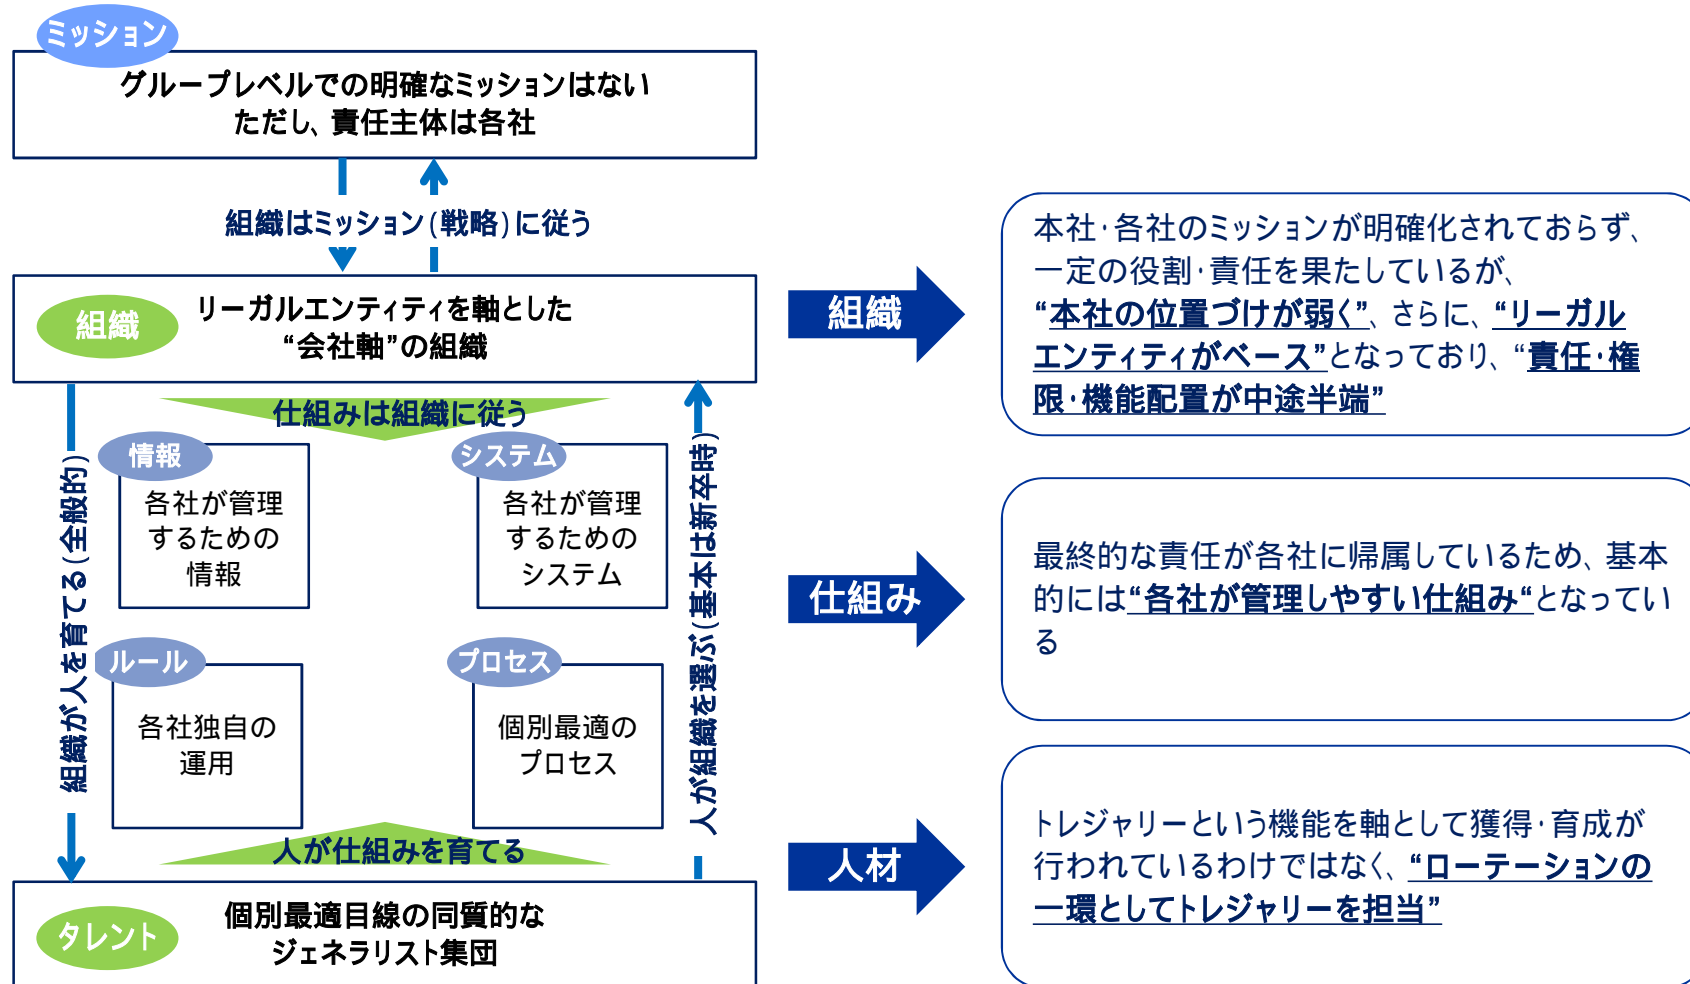 ミッション
グループレベルでの明確なミッションはない
ただし、責任主体は各社
組織はミッション(戦略)に従う
組織
リーガルエンティティを軸とした
“会社軸”の組織
仕組みは組織に従う
組織が人を育てる(全般的)
人が組織を選ぶ(基本は新卒時)
情報
各社が管理
するための
情報
システム
各社が管理
するための
システム
ルール
各社独自の
運用
プロセス
個別最適の
プロセス
人が仕組みを育てる
タレント
個別最適目線の同質的な
ジェネラリスト集団
組織
本社・各社のミッションが明確化されておらず、
一定の役割・責任を果たしているが、
“本社の位置づけが弱く”、さらに、“リーガル
エンティティがベース”となっており、“責任・権
限・機能配置が中途半端”
仕組み
最終的な責任が各社に帰属しているため、基本
的には“各社が管理しやすい仕組み“となってい
る
人材
トレジャリーという機能を軸として獲得・育成が
行われているわけではなく、“ローテーションの
一環としてトレジャリーを担当”